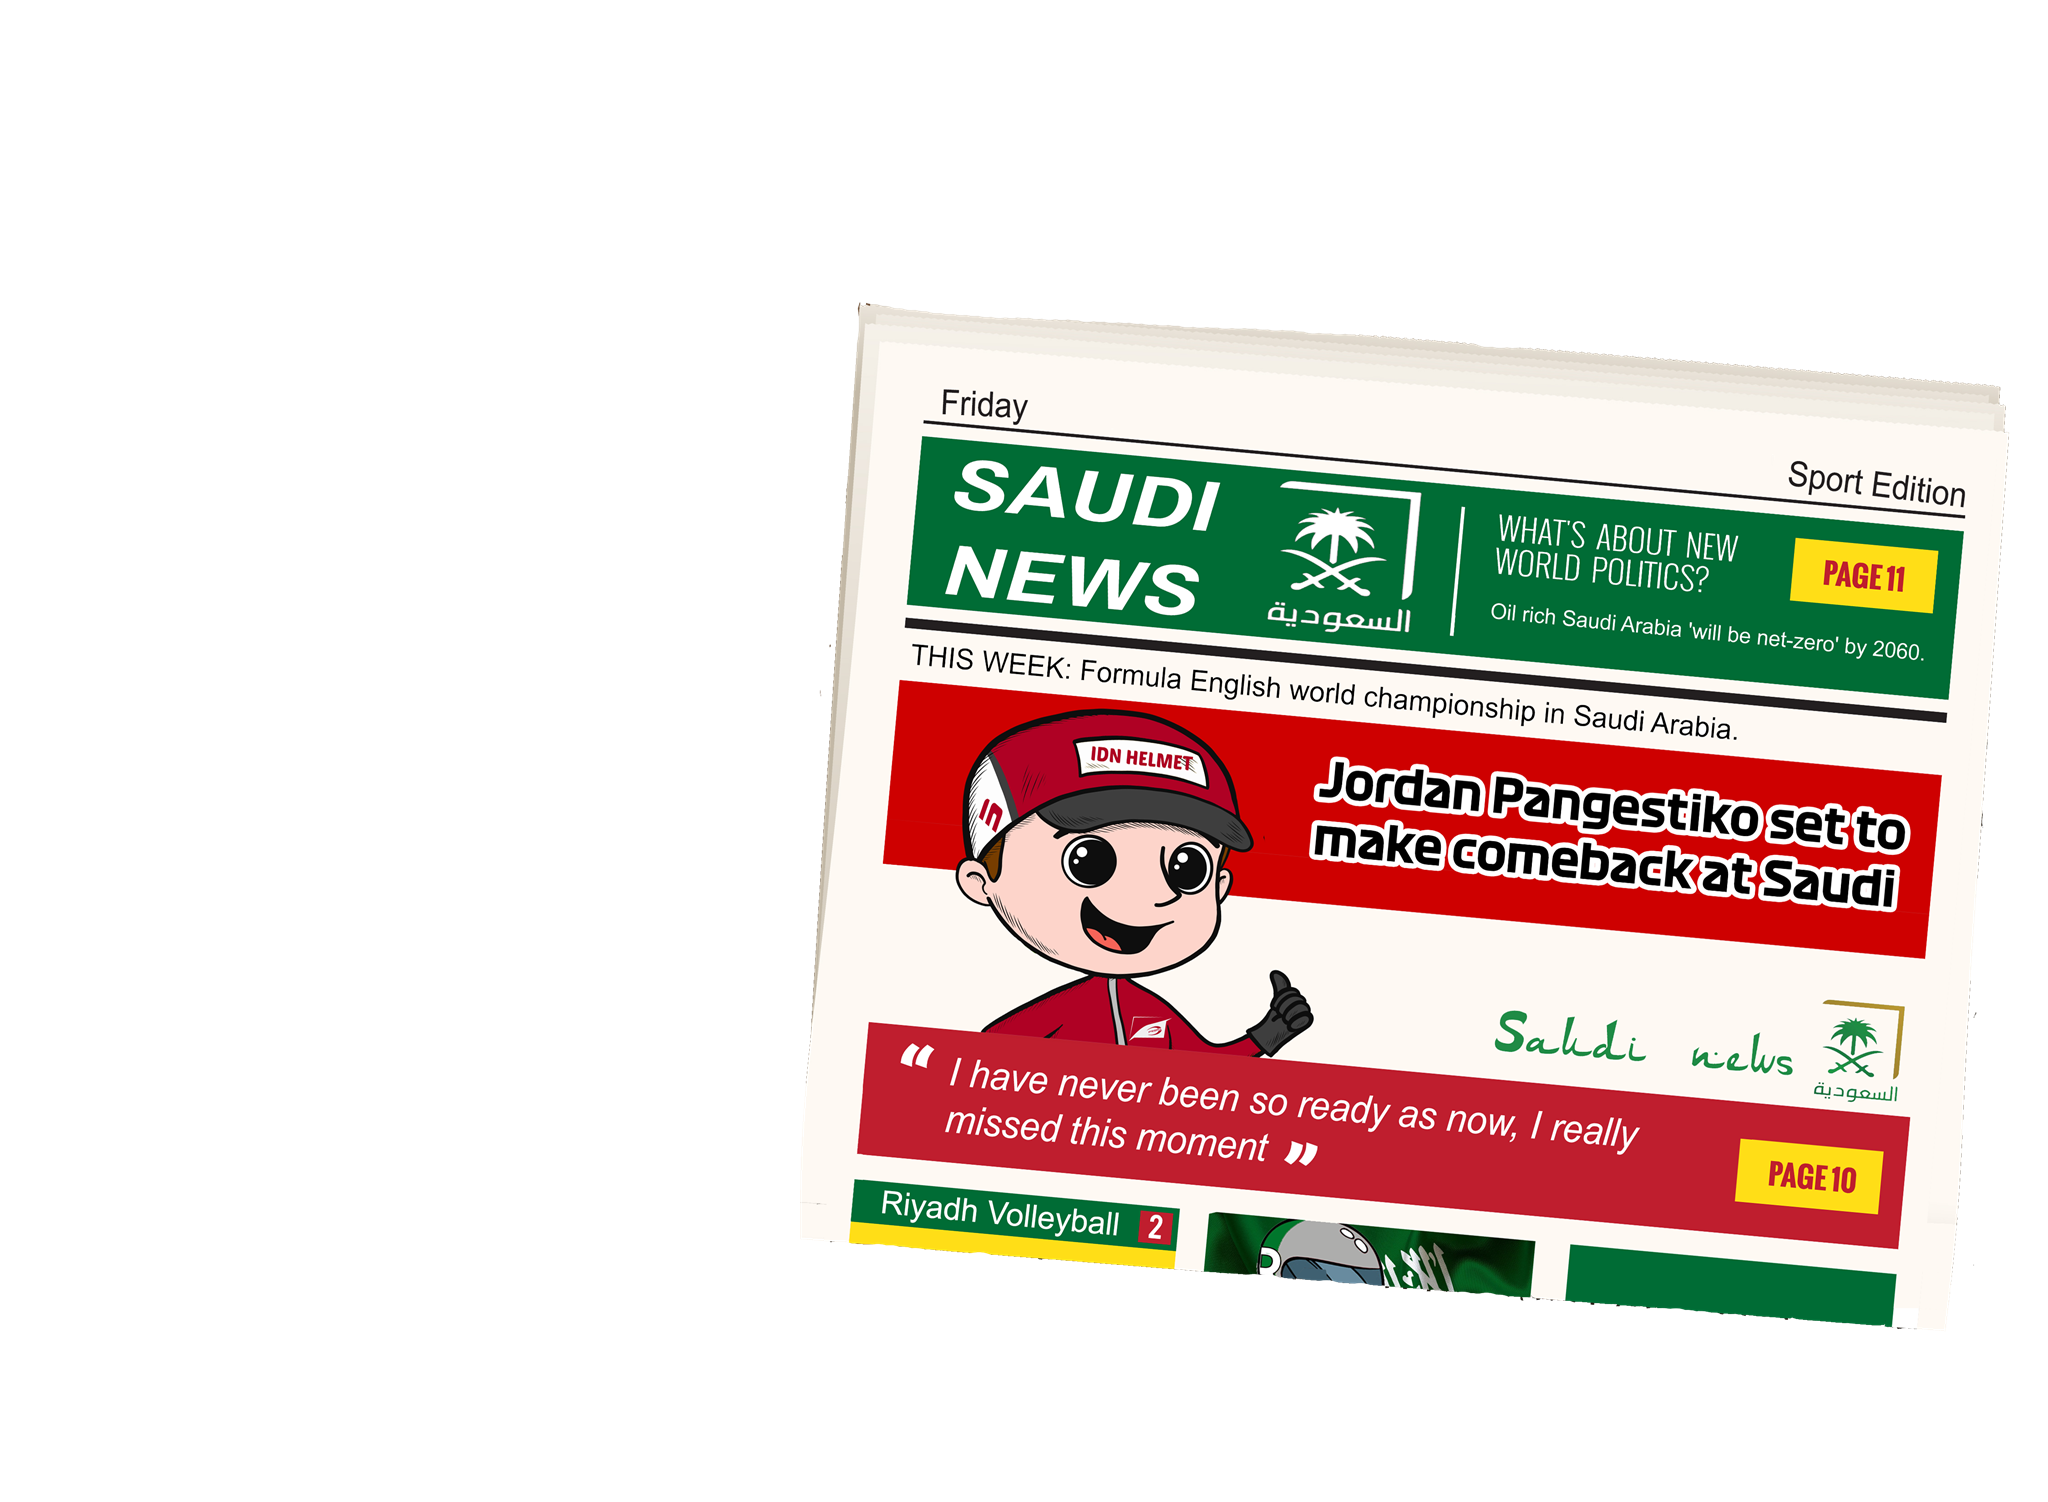 Friday
Sport Edition
SAUDI
NEWS
السعودية
WHAT'S ABOUT NEW
WORLD POLITICS?
PAGE 11
Oil rich Saudi Arabia 'will be net-zero' by 2060.
THIS WEEK: Formula English world championship in Saudi Arabia.
IDN HELMET
IN
Jordan Pangestiko set to
make comeback at Saudi
Saudi news
السعودية
“ I have never been so ready as now, I really
missed this moment ”
PAGE 10
Riyadh Volleyball 2